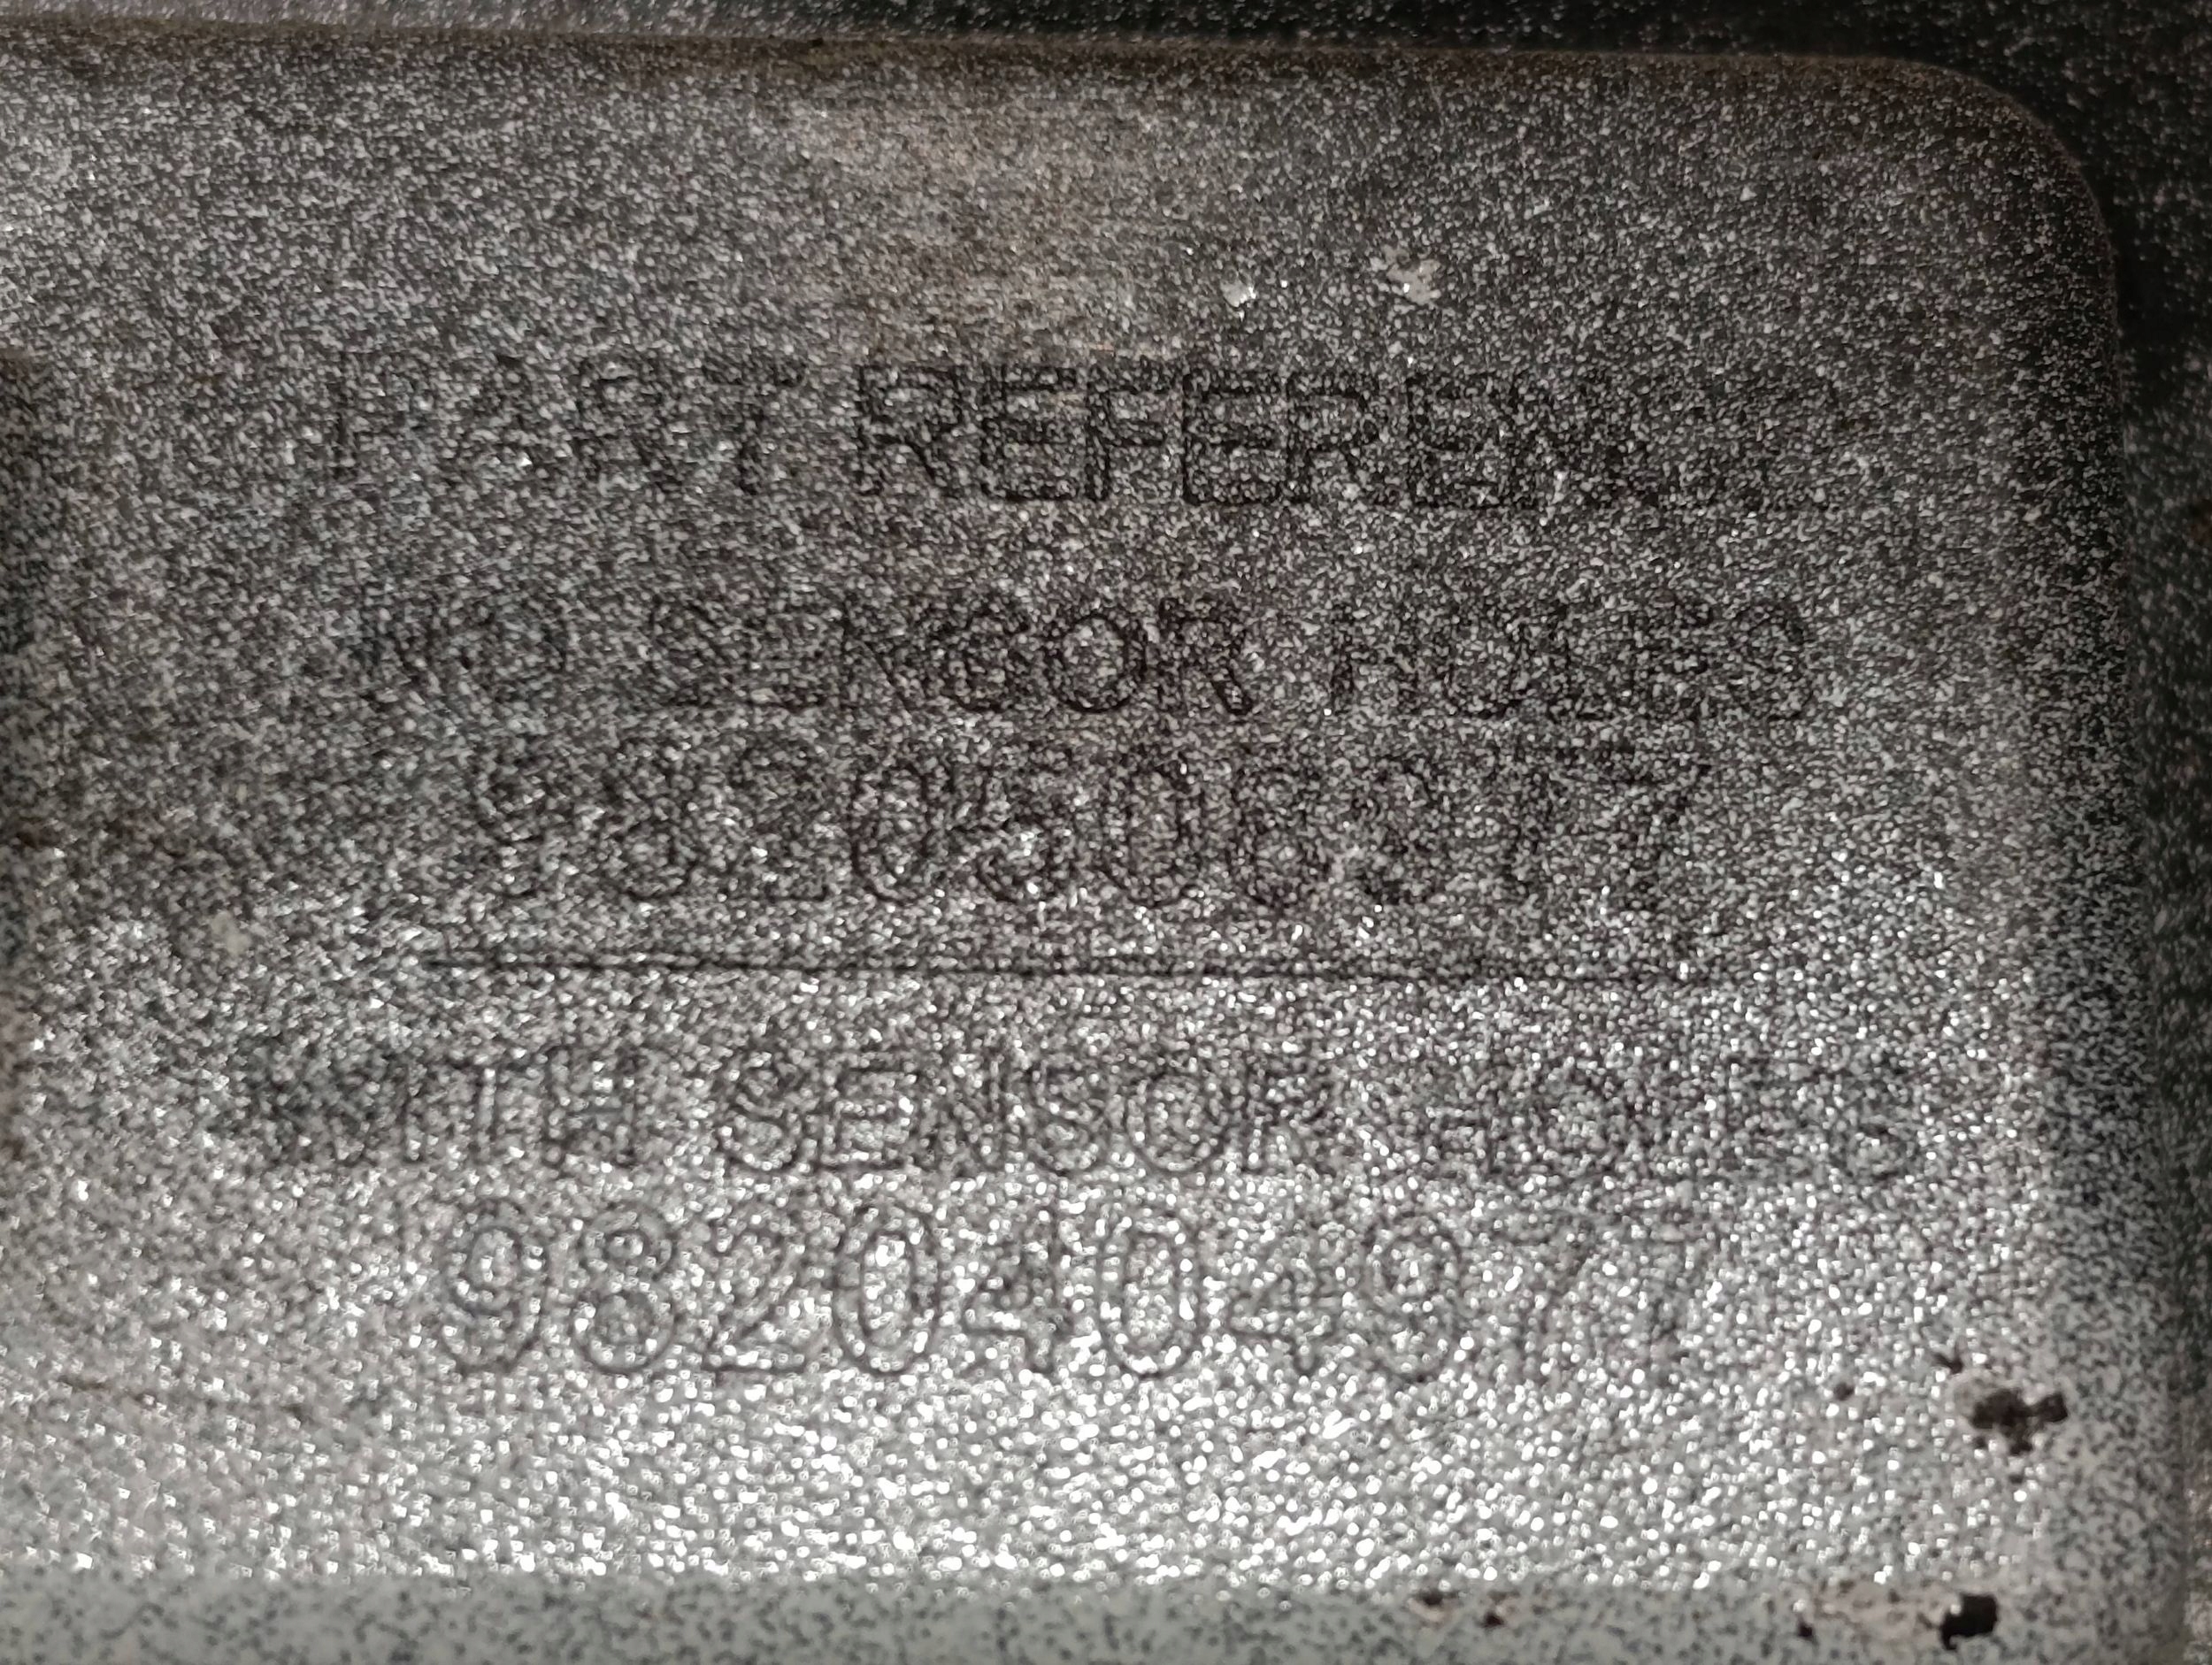 PART REFERENCE
NO SENSOR HOLES
WITH SENSOR HOLES
9820404977